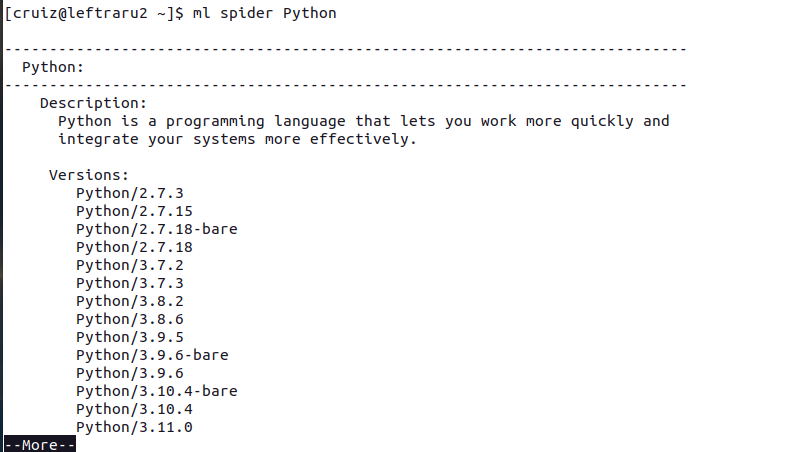 [cruiz@leftraru2 ~]$ ml spider Python
----------------------------------------------------------------------------
Python:
----------------------------------------------------------------------------
Description:
Python is a programming language that lets you work more quickly and
integrate your systems more effectively.
Versions:
Python/2.7.3
Python/2.7.15
Python/2.7.18-bare
Python/2.7.18
Python/3.7.2
Python/3.7.3
Python/3.8.2
Python/3.8.6
Python/3.9.5
Python/3.9.6-bare
Python/3.9.6
Python/3.10.4-bare
Python/3.10.4
Python/3.11.0
--More--